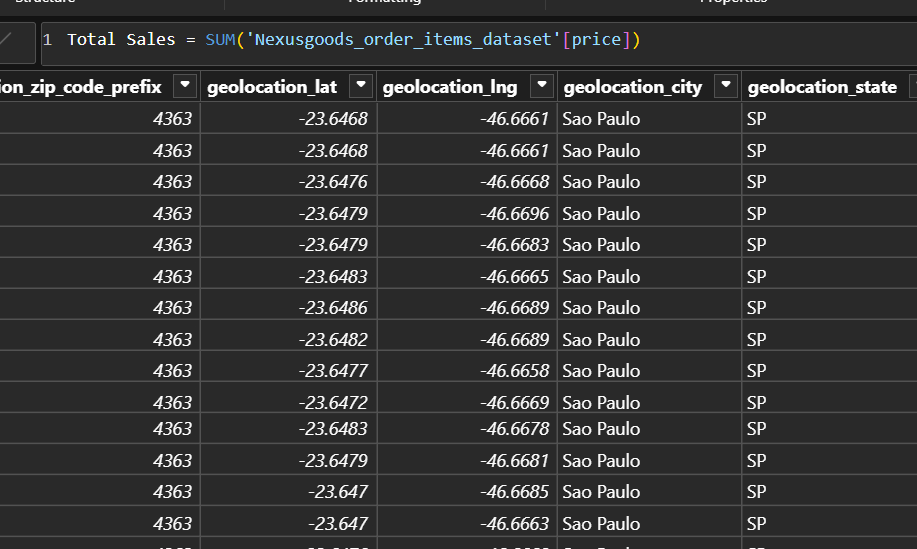 Structure Formatting Properties
1 Total Sales = SUM('Nexusgoods_order_items_dataset'[price])
ion_zip_code_prefix geolocation_lat geolocation_lng geolocation_city geolocation_state
4363 -23.6468 -46.6661 Sao Paulo SP
4363 -23.6468 -46.6661 Sao Paulo SP
4363 -23.6476 -46.6668 Sao Paulo SP
4363 -23.6479 -46.6696 Sao Paulo SP
4363 -23.6479 -46.6683 Sao Paulo SP
4363 -23.6483 -46.6665 Sao Paulo SP
4363 -23.6486 -46.6689 Sao Paulo SP
4363 -23.6482 -46.6689 Sao Paulo SP
4363 -23.6477 -46.6658 Sao Paulo SP
4363 -23.6472 -46.6669 Sao Paulo SP
4363 -23.6483 -46.6678 Sao Paulo SP
4363 -23.6479 -46.6681 Sao Paulo SP
4363 -23.647 -46.6685 Sao Paulo SP
4363 -23.647 -46.6663 Sao Paulo SP